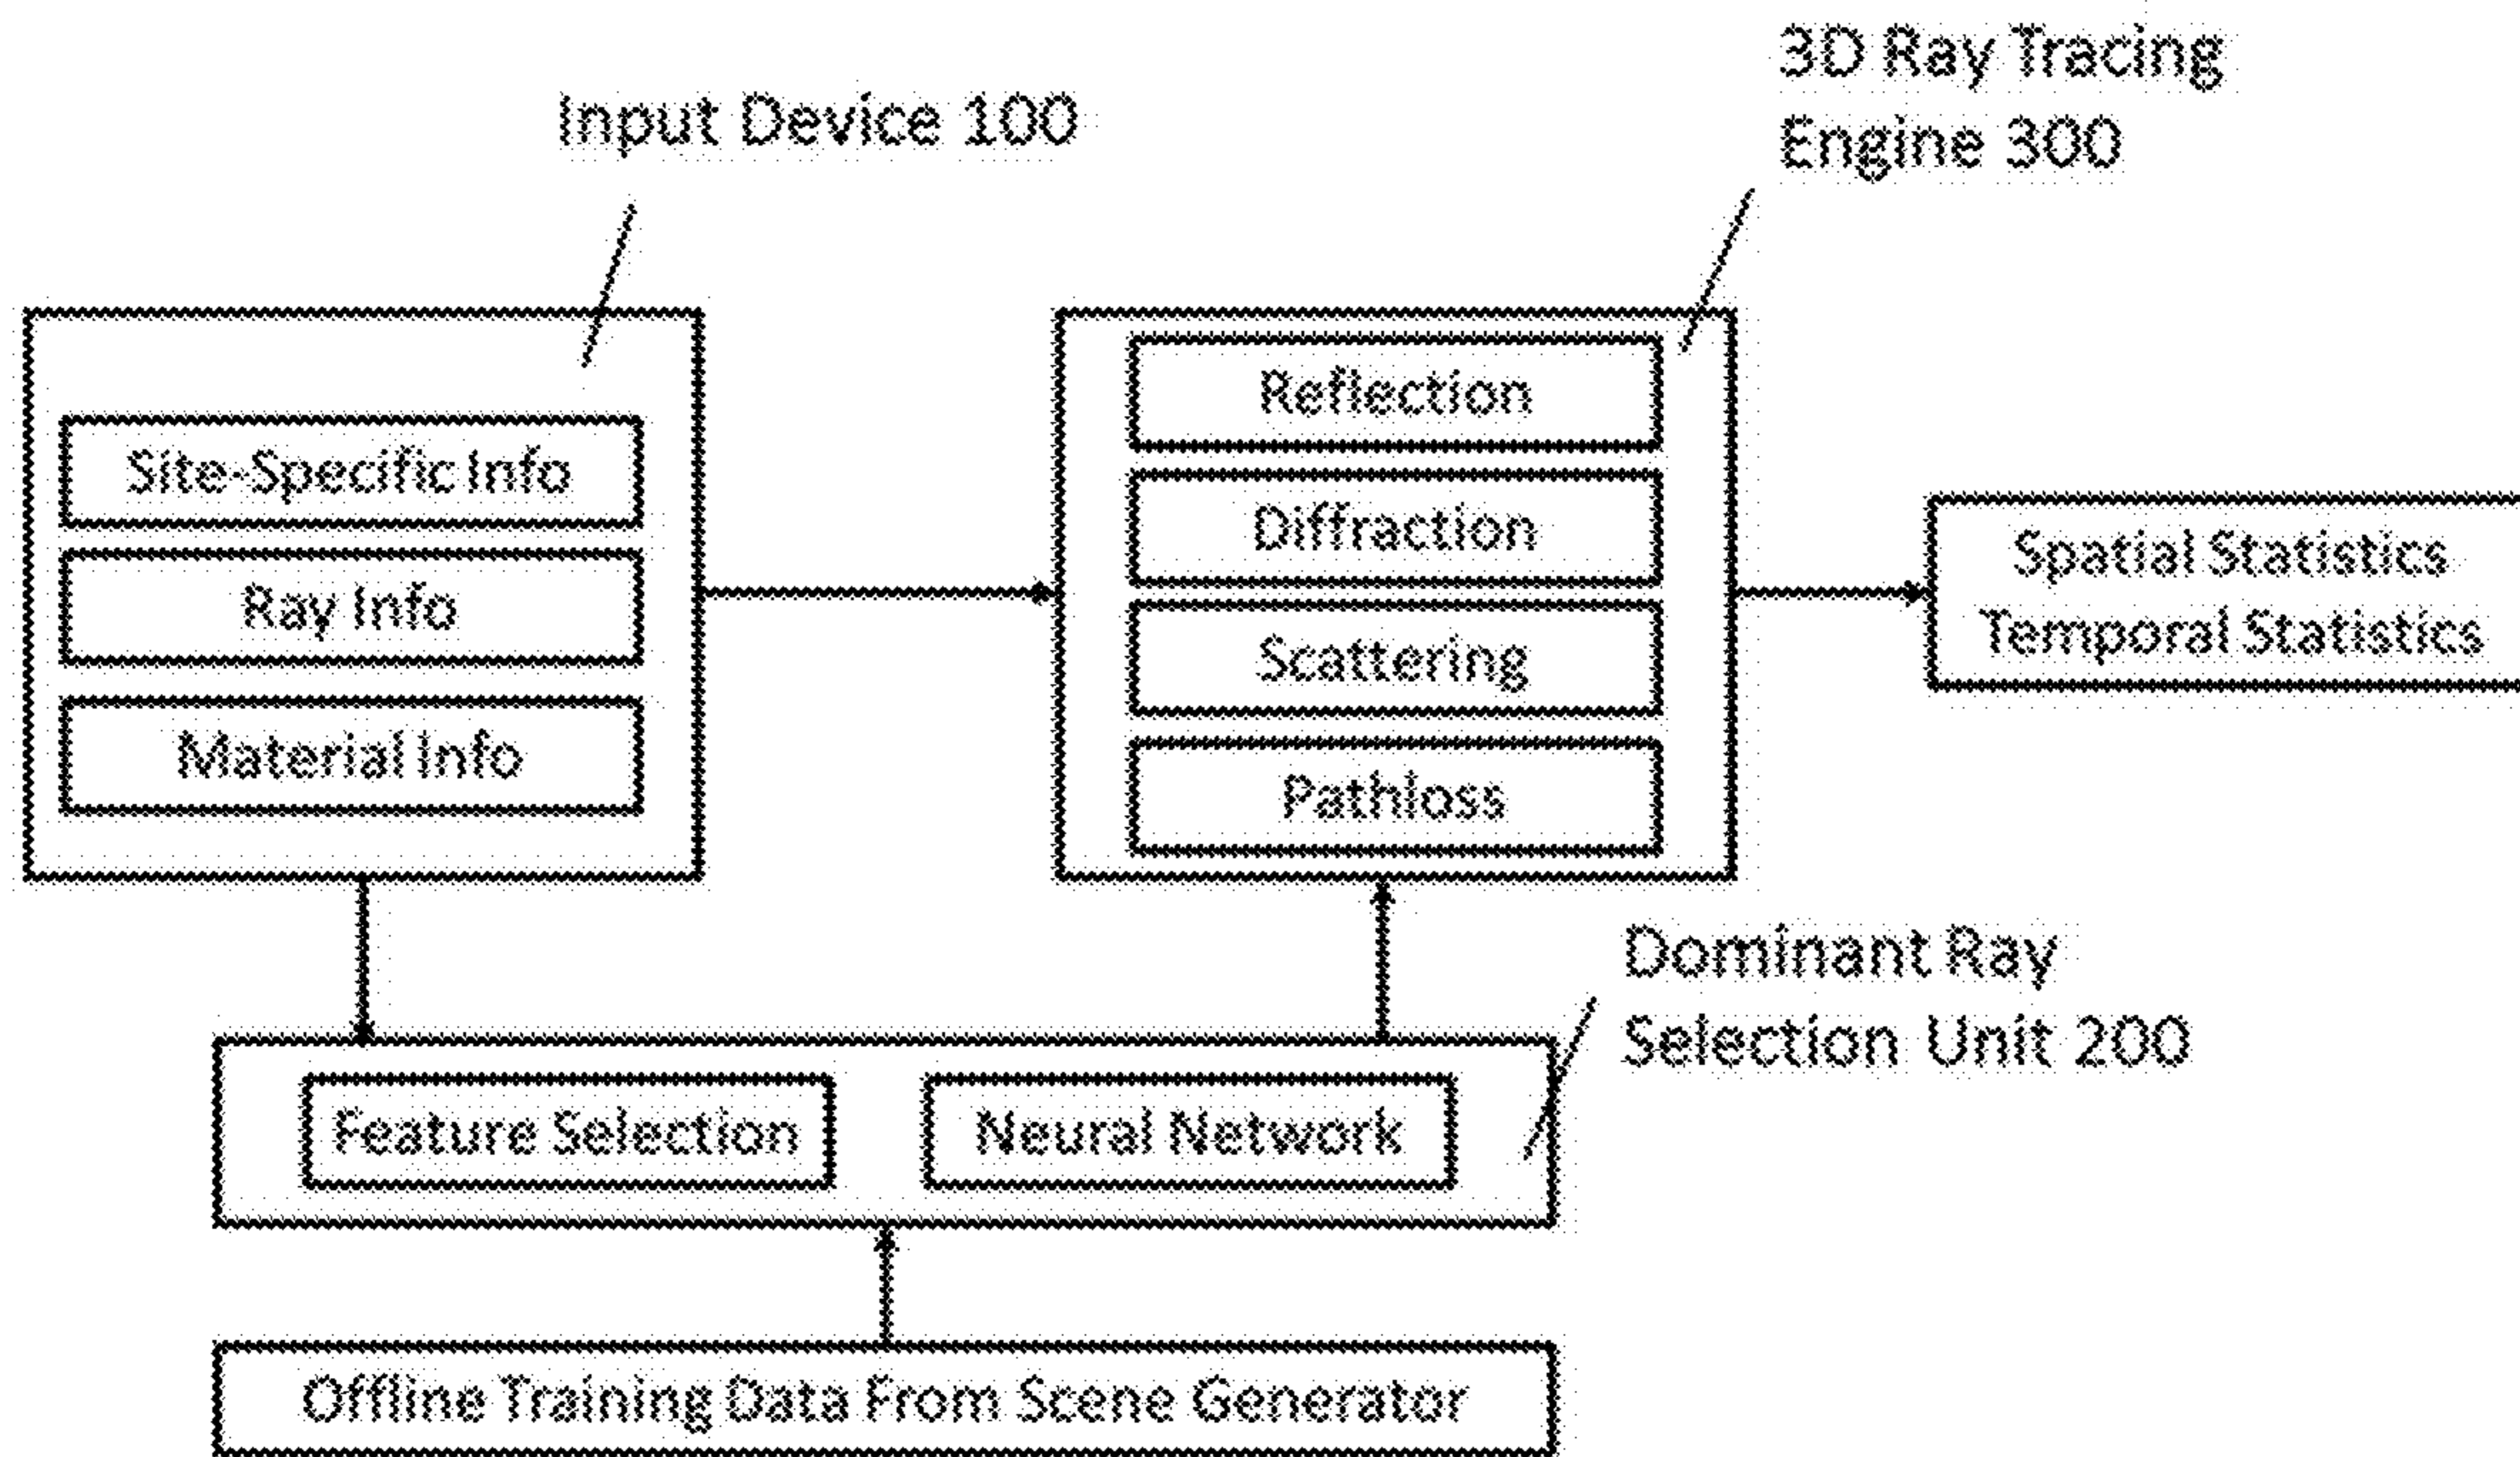 Input Device 100
3D Ray Tracing
Engine 300
Site-Specific Info
Ray Info
Material Info
Reflection
Diffraction
Scattering
Pathloss
Spatial Statistics
Temporal Statistics
Dominant Ray
Selection Unit 200
Feature Selection
Neural Network
Offline Training Data From Scene Generator